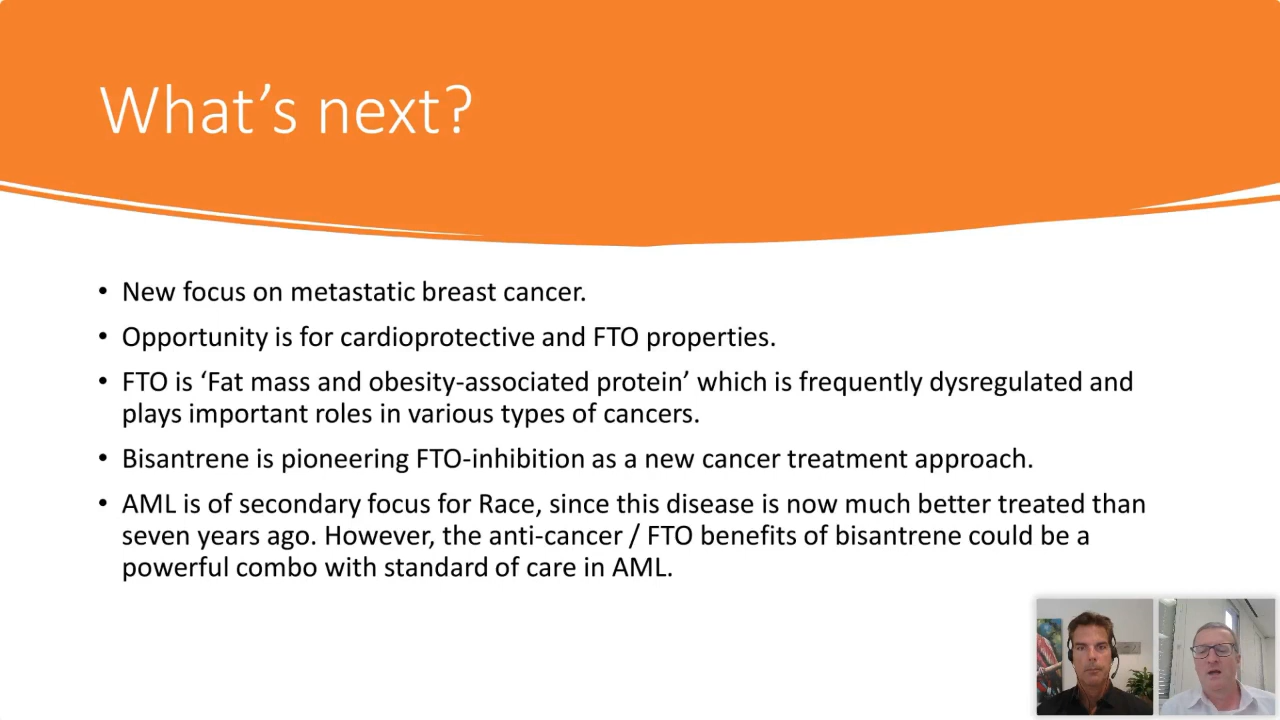 What’s next?
• New focus on metastatic breast cancer.
• Opportunity is for cardioprotective and FTO properties.
• FTO is ‘Fat mass and obesity-associated protein’ which is frequently dysregulated and
plays important roles in various types of cancers.
• Bisantrene is pioneering FTO-inhibition as a new cancer treatment approach.
• AML is of secondary focus for Race, since this disease is now much better treated than
seven years ago. However, the anti-cancer / FTO benefits of bisantrene could be a
powerful combo with standard of care in AML.